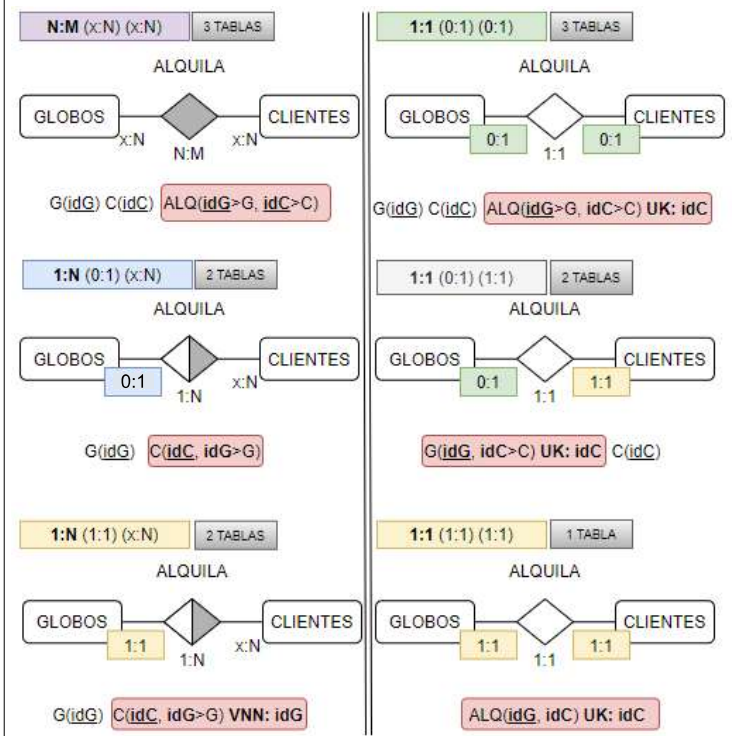 N:M (x:N) (x:N) 3 TABLAS
ALQUILA
GLOBOS CLIENTES
x:N x:N
N:M
G(idG) C(idC) ALQ(idG>G, idC>C)
1:N (0:1) (x:N) 2 TABLAS
ALQUILA
GLOBOS CLIENTES
0:1 x:N
1:N
G(idG) C(idC, idG>G)
1:N (1:1) (x:N) 2 TABLAS
ALQUILA
GLOBOS CLIENTES
1:1 x:N
1:N
G(idG) C(idC, idG>G) VNN: idG
1:1 (0:1) (0:1) 3 TABLAS
ALQUILA
GLOBOS CLIENTES
0:1 0:1
1:1
G(idG) C(idC) ALQ(idG>G, idC>C) UK: idC
1:1 (0:1) (1:1) 2 TABLAS
ALQUILA
GLOBOS CLIENTES
0:1 1:1 1:1
G(idG, idC>C) UK: idC C(idC)
1:1 (1:1) (1:1) 1 TABLA
ALQUILA
GLOBOS CLIENTES
1:1 1:1
1:1
ALQ(idG, idC) UK: idC